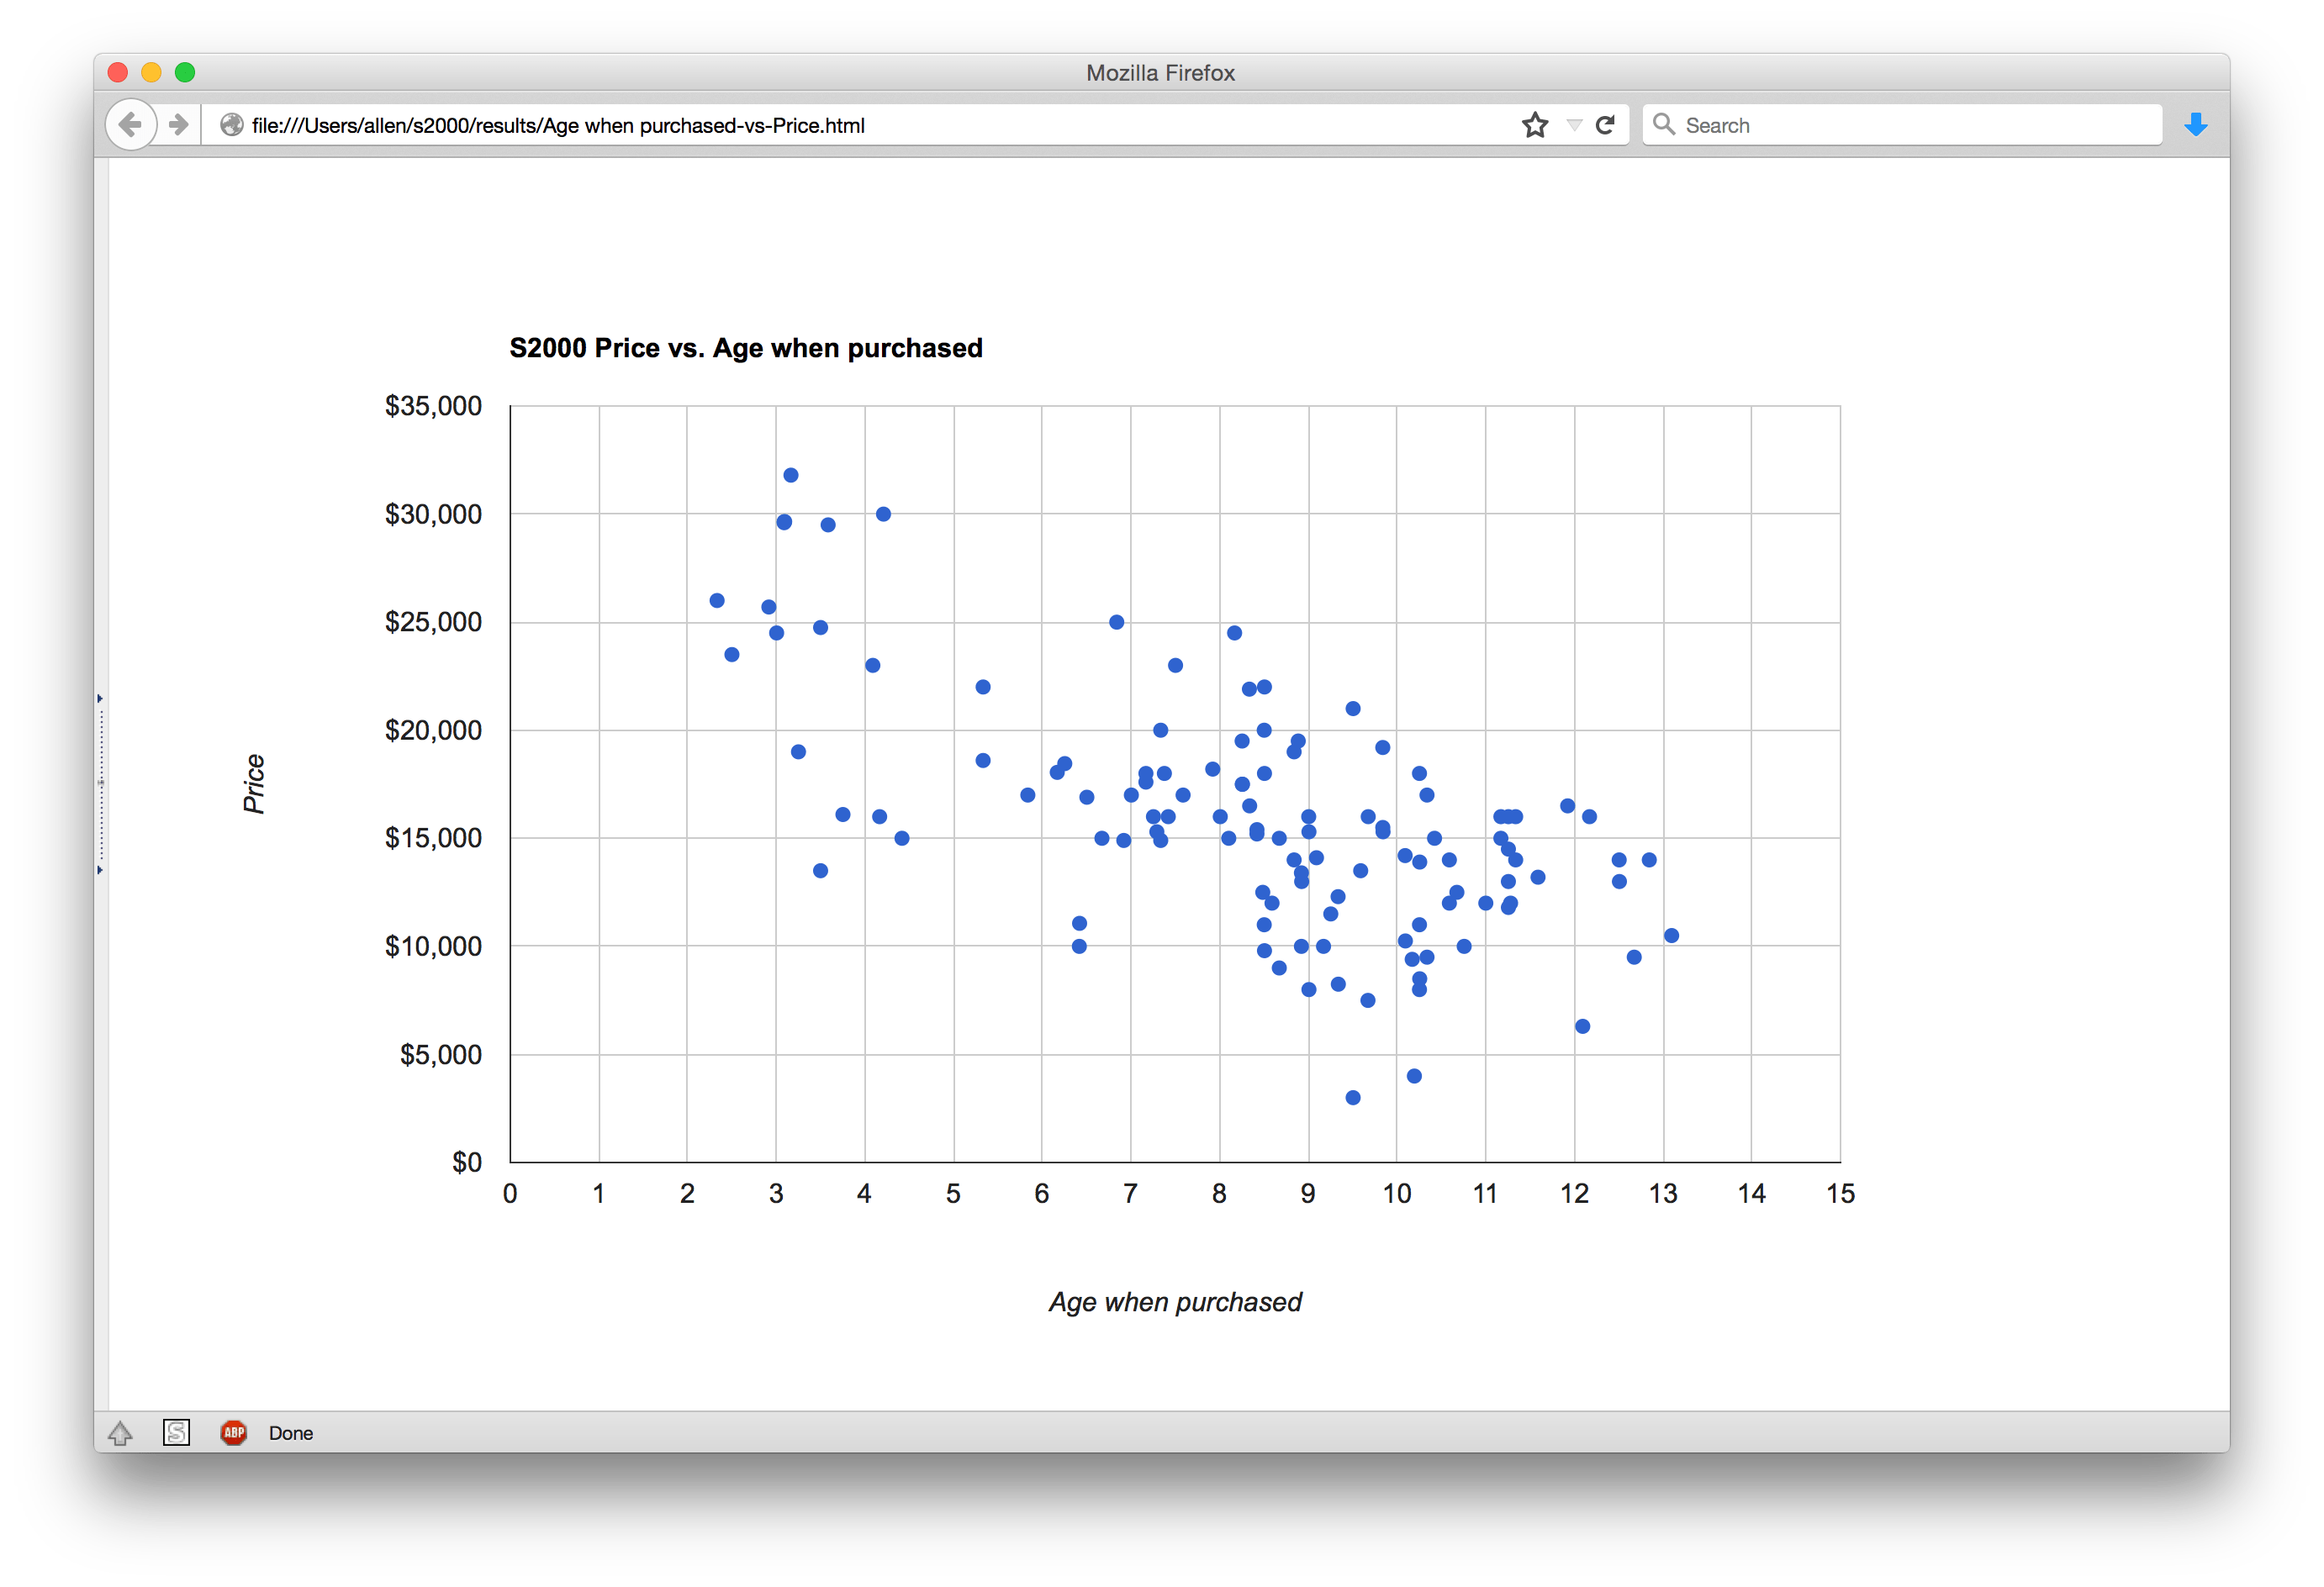 Mozilla Firefox
file:///Users/allen/s2000/results/Age when purchased-vs-Price.html
Search
S2000 Price vs. Age when purchased
$35,000
$30,000
$25,000
$20,000
$15,000
$10,000
$5,000
$0
Price
0 1 2 3 4 5 6 7 8 9 10 11 12 13 14 15
Age when purchased
S ABP Done